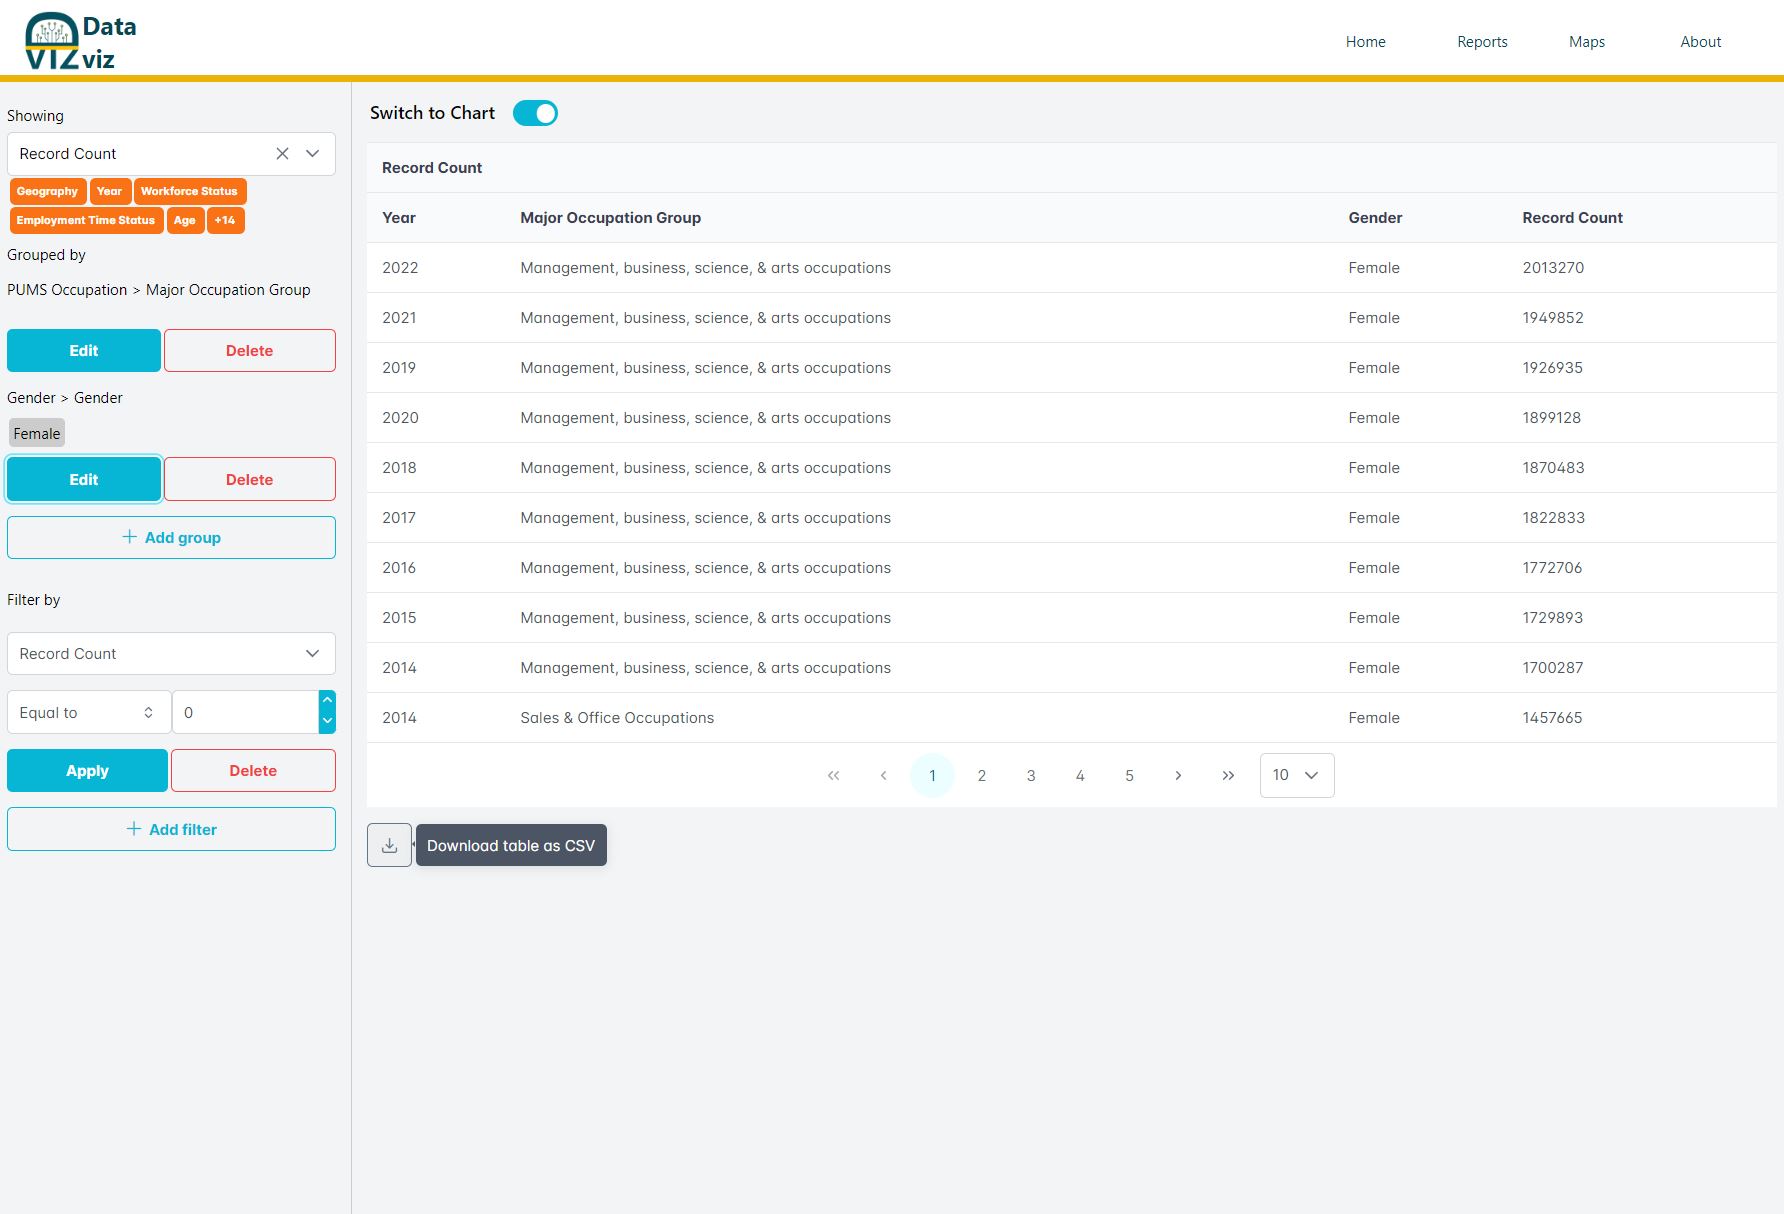 Data
VIZ viz
Home Reports Maps About
Showing
Record Count
Geography Year Workforce Status
Employment Time Status Age +14
Grouped by
PUMS Occupation > Major Occupation Group
Edit Delete
Gender > Gender
Female
Edit Delete
+ Add group
Filter by
Record Count
Equal to 0
Apply Delete
+ Add filter
Switch to Chart
Record Count
Year Major Occupation Group Gender Record Count
2022 Management, business, science, & arts occupations Female 2013270
2021 Management, business, science, & arts occupations Female 1949852
2019 Management, business, science, & arts occupations Female 1926935
2020 Management, business, science, & arts occupations Female 1899128
2018 Management, business, science, & arts occupations Female 1870483
2017 Management, business, science, & arts occupations Female 1822833
2016 Management, business, science, & arts occupations Female 1772706
2015 Management, business, science, & arts occupations Female 1729893
2014 Management, business, science, & arts occupations Female 1700287
2014 Sales & Office Occupations Female 1457665
« ‹ 1 2 3 4 5 › » 10
Download table as CSV